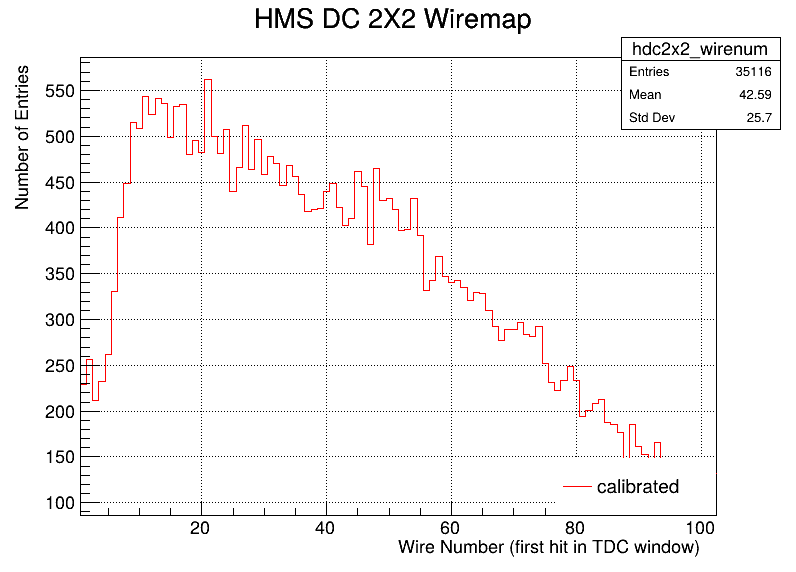 HMS DC 2X2 Wiremap
hdc2x2_wirenum
Entries 35116
Mean 42.59
Std Dev 25.7
Number of Entries
550
500
450
400
350
300
250
200
150
100
calibrated
20 40 60 80 100
Wire Number (first hit in TDC window)